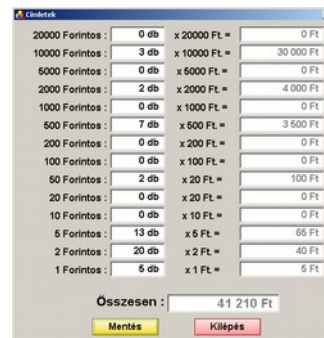 Címletek
20000 Forintos : 0 db x 20000 Ft. = 0 Ft
10000 Forintos : 3 db x 10000 Ft. = 30 000 Ft
5000 Forintos : 0 db x 5000 Ft. = 0 Ft
2000 Forintos : 2 db x 2000 Ft. = 4 000 Ft
1000 Forintos : 0 db x 1000 Ft. = 0 Ft
500 Forintos : 7 db x 500 Ft. = 3 500 Ft
200 Forintos : 0 db x 200 Ft. = 0 Ft
100 Forintos : 0 db x 100 Ft. = 0 Ft
50 Forintos : 2 db x 20 Ft. = 100 Ft
20 Forintos : 0 db x 20 Ft. = 0 Ft
10 Forintos : 0 db x 10 Ft. = 0 Ft
5 Forintos : 13 db x 5 Ft. = 65 Ft
2 Forintos : 20 db x 2 Ft. = 40 Ft
1 Forintos : 5 db x 1 Ft. = 5 Ft
Összesen : 41 210 Ft
Mentés Kilépés